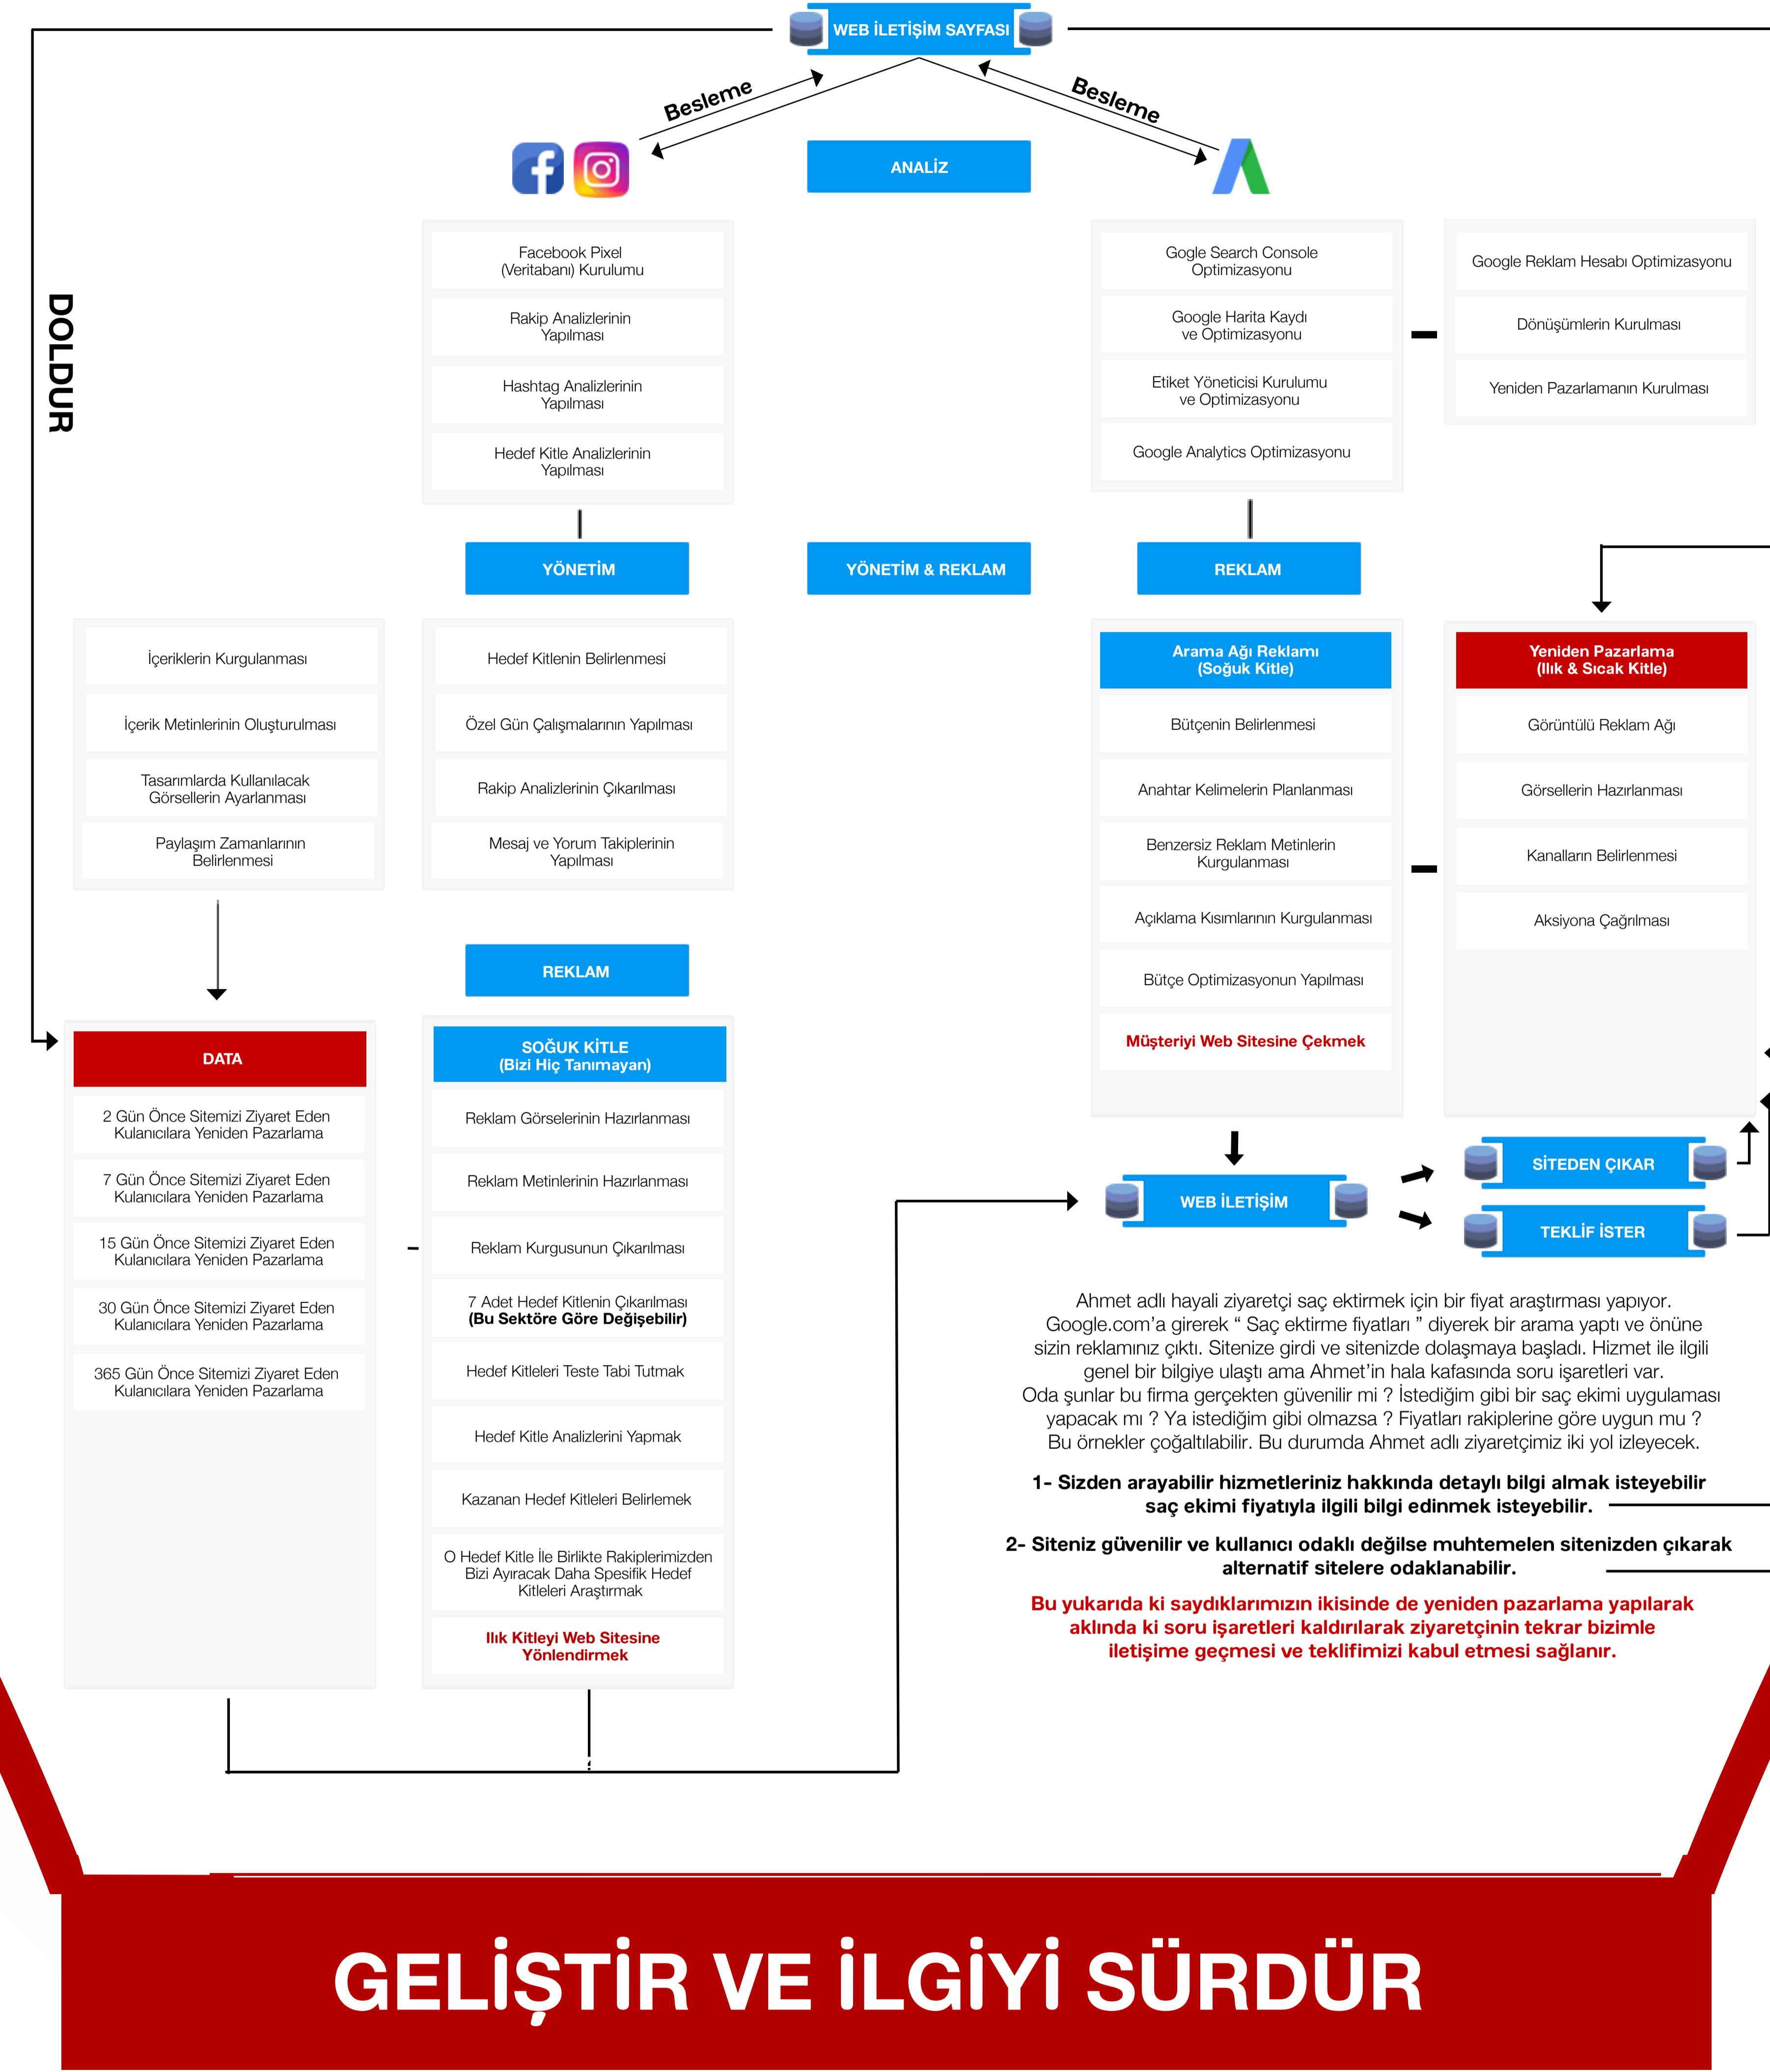 WEB İLETİŞİM SAYFASI
Besleme
Besleme
ANALİZ
DOLDUR
Facebook Pixel
(Veritabanı) Kurulumu
Rakip Analizlerinin
Yapılması
Hashtag Analizlerinin
Yapılması
Hedef Kitle Analizlerinin
Yapılması
Gogle Search Console
Optimizasyonu
Google Harita Kaydı
ve Optimizasyonu
Etiket Yöneticisi Kurulumu
ve Optimizasyonu
Google Analytics Optimizasyonu
Google Reklam Hesabı Optimizasyonu
Dönüşümlerin Kurulması
Yeniden Pazarlamanın Kurulması
YÖNETİM
YÖNETİM & REKLAM
REKLAM
İçeriklerin Kurgulanması
İçerik Metinlerinin Oluşturulması
Tasarımlarda Kullanılacak
Görsellerin Ayarlanması
Paylaşım Zamanlarının
Belirlenmesi
Hedef Kitlenin Belirlenmesi
Özel Gün Çalışmalarının Yapılması
Rakip Analizlerinin Çıkarılması
Mesaj ve Yorum Takiplerinin
Yapılması
Arama Ağı Reklamı
(Soğuk Kitle)
Bütçenin Belirlenmesi
Anahtar Kelimelerin Planlanması
Benzersiz Reklam Metinlerin
Kurgulanması
Açıklama Kısımlarının Kurgulanması
Bütçe Optimizasyonun Yapılması
Müşteriyi Web Sitesine Çekmek
Yeniden Pazarlama
(Ilık & Sıcak Kitle)
Görüntülü Reklam Ağı
Görsellerin Hazırlanması
Kanalların Belirlenmesi
Aksiyona Çağrılması
REKLAM
DATA
2 Gün Önce Sitemizi Ziyaret Eden
Kulanıcılara Yeniden Pazarlama
7 Gün Önce Sitemizi Ziyaret Eden
Kulanıcılara Yeniden Pazarlama
15 Gün Önce Sitemizi Ziyaret Eden
Kulanıcılara Yeniden Pazarlama
30 Gün Önce Sitemizi Ziyaret Eden
Kulanıcılara Yeniden Pazarlama
365 Gün Önce Sitemizi Ziyaret Eden
Kulanıcılara Yeniden Pazarlama
SOĞUK KİTLE
(Bizi Hiç Tanımayan)
Reklam Görselerinin Hazırlanması
Reklam Metinlerinin Hazırlanması
Reklam Kurgusunun Çıkarılması
7 Adet Hedef Kitlenin Çıkarılması
(Bu Sektöre Göre Değişebilir)
Hedef Kitleleri Teste Tabi Tutmak
Hedef Kitle Analizlerini Yapmak
Kazanan Hedef Kitleleri Belirlemek
O Hedef Kitle İle Birlikte Rakiplerimizden
Bizi Ayıracak Daha Spesifik Hedef
Kitleleri Araştırmak
Ilık Kitleyi Web Sitesine
Yönlendirmek
WEB İLETİŞİM
SİTEDEN ÇIKAR
TEKLİF İSTER
Ahmet adlı hayali ziyaretçi saç ektirmek için bir fiyat araştırması yapıyor.
Google.com'a girerek “ Saç ektirme fiyatları ” diyerek bir arama yaptı ve önüne
sizin reklamınız çıktı. Sitenize girdi ve sitenizde dolaşmaya başladı. Hizmet ile ilgili
genel bir bilgiye ulaştı ama Ahmet'in hala kafasında soru işaretleri var.
Oda şunlar bu firma gerçekten güvenilir mi ? İstediğim gibi bir saç ekimi uygulaması
yapacak mı ? Ya istediğim gibi olmazsa ? Fiyatları rakiplerine göre uygun mu ?
Bu örnekler çoğaltılabilir. Bu durumda Ahmet adlı ziyaretçimiz iki yol izleyecek.
1- Sizden arayabilir hizmetleriniz hakkında detaylı bilgi almak isteyebilir
saç ekimi fiyatıyla ilgili bilgi edinmek isteyebilir.
2- Siteniz güvenilir ve kullanıcı odaklı değilse muhtemelen sitenizden çıkarak
alternatif sitelere odaklanabilir.
Bu yukarıda ki saydıklarımızın ikisinde de yeniden pazarlama yapılarak
aklında ki soru işaretleri kaldırılarak ziyaretçinin tekrar bizimle
iletişime geçmesi ve teklifimizi kabul etmesi sağlanır.
GELİŞTİR VE İLGİYİ SÜRDÜR